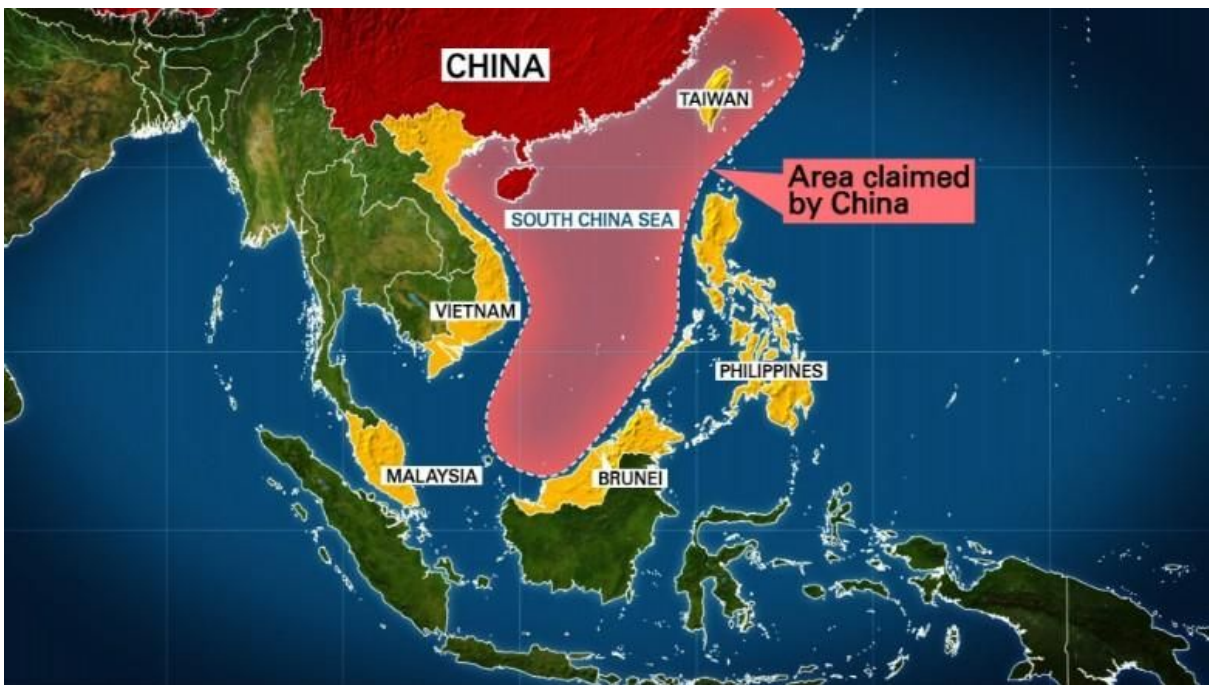 CHINA
TAIWAN
Area claimed
by China
SOUTH CHINA SEA
VIETNAM
PHILIPPINES
MALAYSIA
BRUNEI